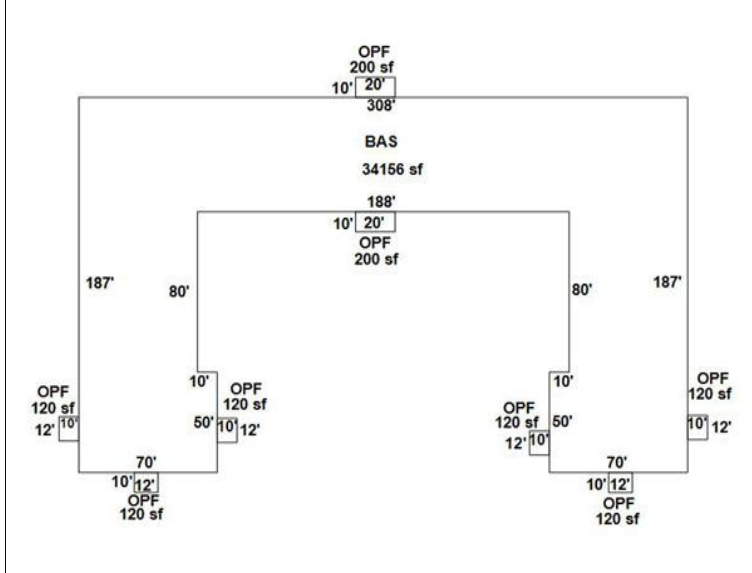 OPF
200 sf
10' 20'
308'
BAS
34156 sf
188'
10' 20'
OPF
200 sf
187'
80'
80'
187'
10'
10'
OPF
120 sf
10'
12'
OPF
120 sf
50' 10' 12'
OPF
120 sf
12' 10' 50'
OPF
120 sf
10' 12'
70'
10' 12'
OPF
120 sf
70'
10' 12'
OPF
120 sf